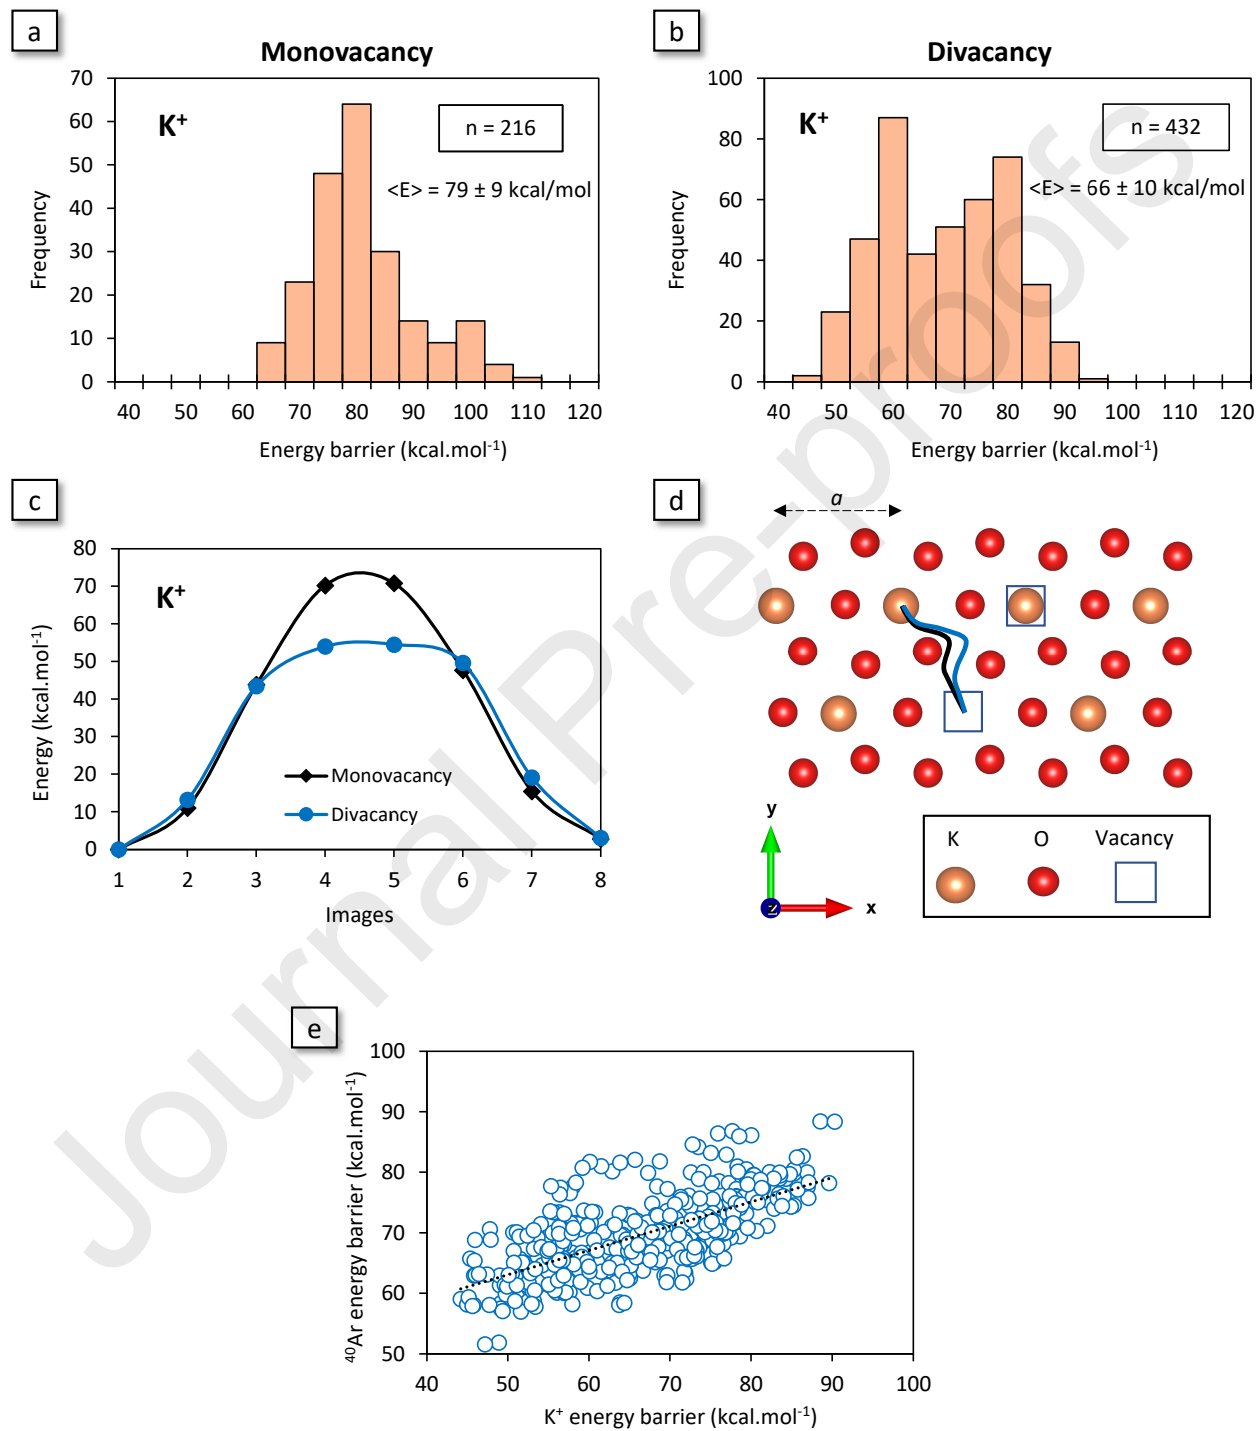 a
Monovacancy
K⁺
n = 216
<E> = 79 ± 9 kcal/mol
Frequency
70
60
50
40
30
20
10
0
40 50 60 70 80 90 100 120
Energy barrier (kcal.mol⁻¹)
b
Divacancy
K⁺
n = 432
<E> = 66 ± 10 kcal/mol
Frequency
100
80
60
40
20
0
40 50 60 70 80 90 100 110 120
Energy barrier (kcal.mol⁻¹)
c
K⁺
Energy (kcal.mol⁻¹)
80
70
60
50
40
30
20
10
0
Monovacancy
Divacancy
1 2 3 4 5 6 7 8
Images
d
a
y
z
x
K O Vacancy
e
⁴⁰Ar energy barrier (kcal.mol⁻¹)
100
90
80
70
60
50
40 50 60 70 80 90 100
K⁺ energy barrier (kcal.mol⁻¹)
Journal Pre-proofs